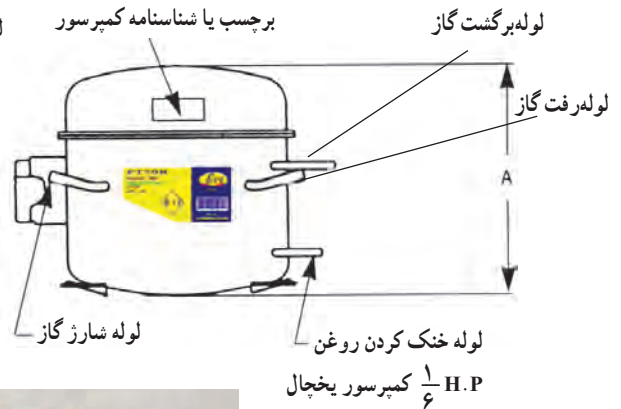 برچسب یا شناسنامه کمپرسور
لوله‌برگشت گاز
لوله‌رفت گاز
A
لوله شارژ گاز
لوله خنک کردن روغن
۱/۶ H.P کمپرسور یخچال